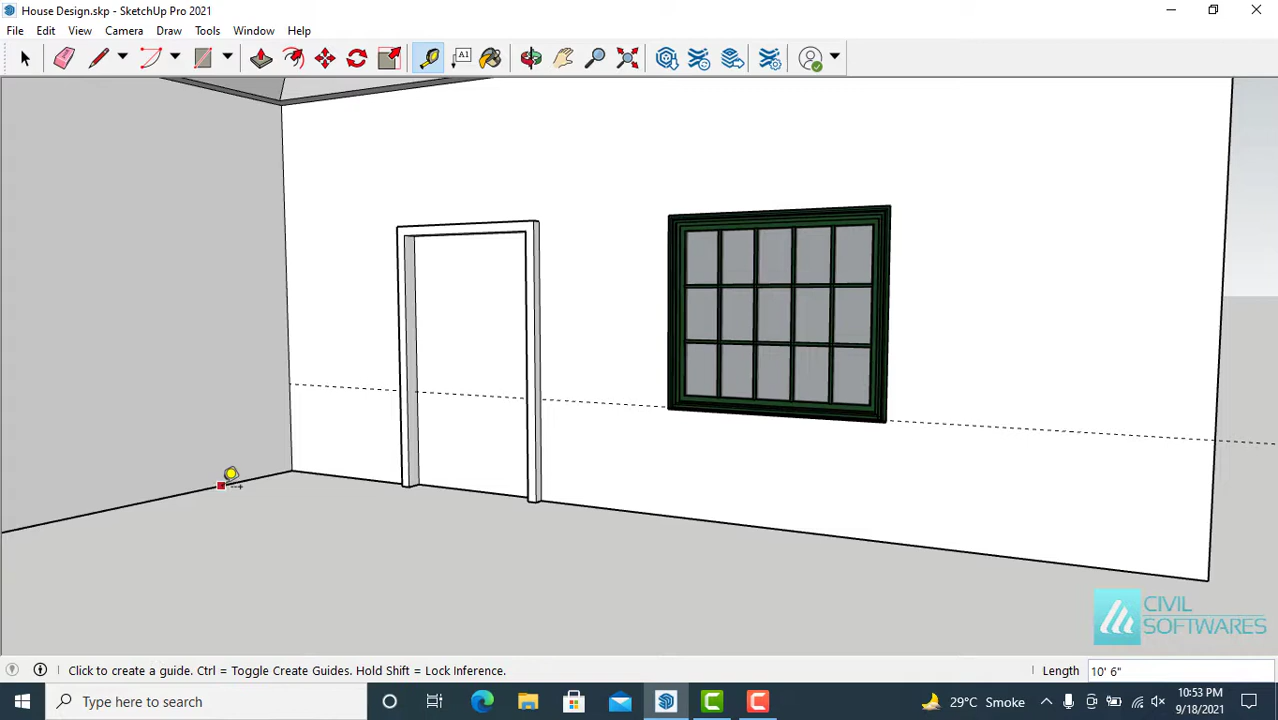 House Design.skp - SketchUp Pro 2021
File Edit View Camera Draw Tools Window Help
A1
CIVIL
SOFTWARES
Click to create a guide. Ctrl = Toggle Create Guides. Hold Shift = Lock Inference.
Length 10' 6"
Type here to search
29°C Smoke
10:53 PM
9/18/2021